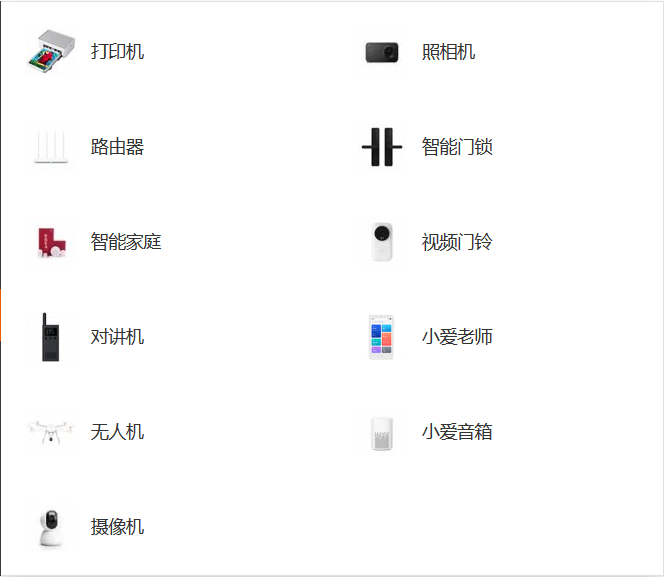 打印机
照相机
路由器
智能门锁
智能家庭
视频门铃
对讲机
小爱老师
无人机
小爱音箱
摄像机